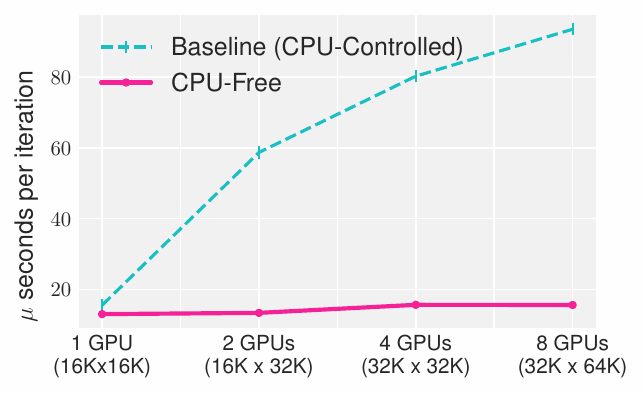 Baseline (CPU-Controlled)
CPU-Free
μ seconds per iteration
80
60
40
20
1 GPU
(16Kx16K)
2 GPUs
(16K x 32K)
4 GPUs
(32K x 32K)
8 GPUs
(32K x 64K)